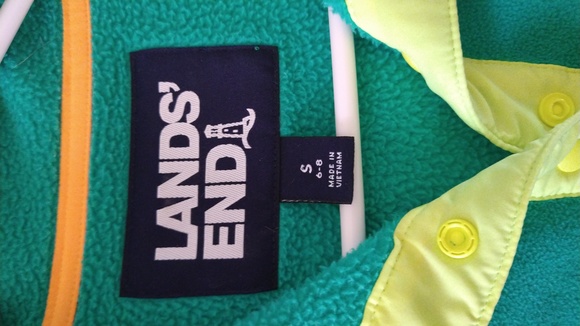 LANDS'
END
S
6-8
MADE IN
VIETNAM